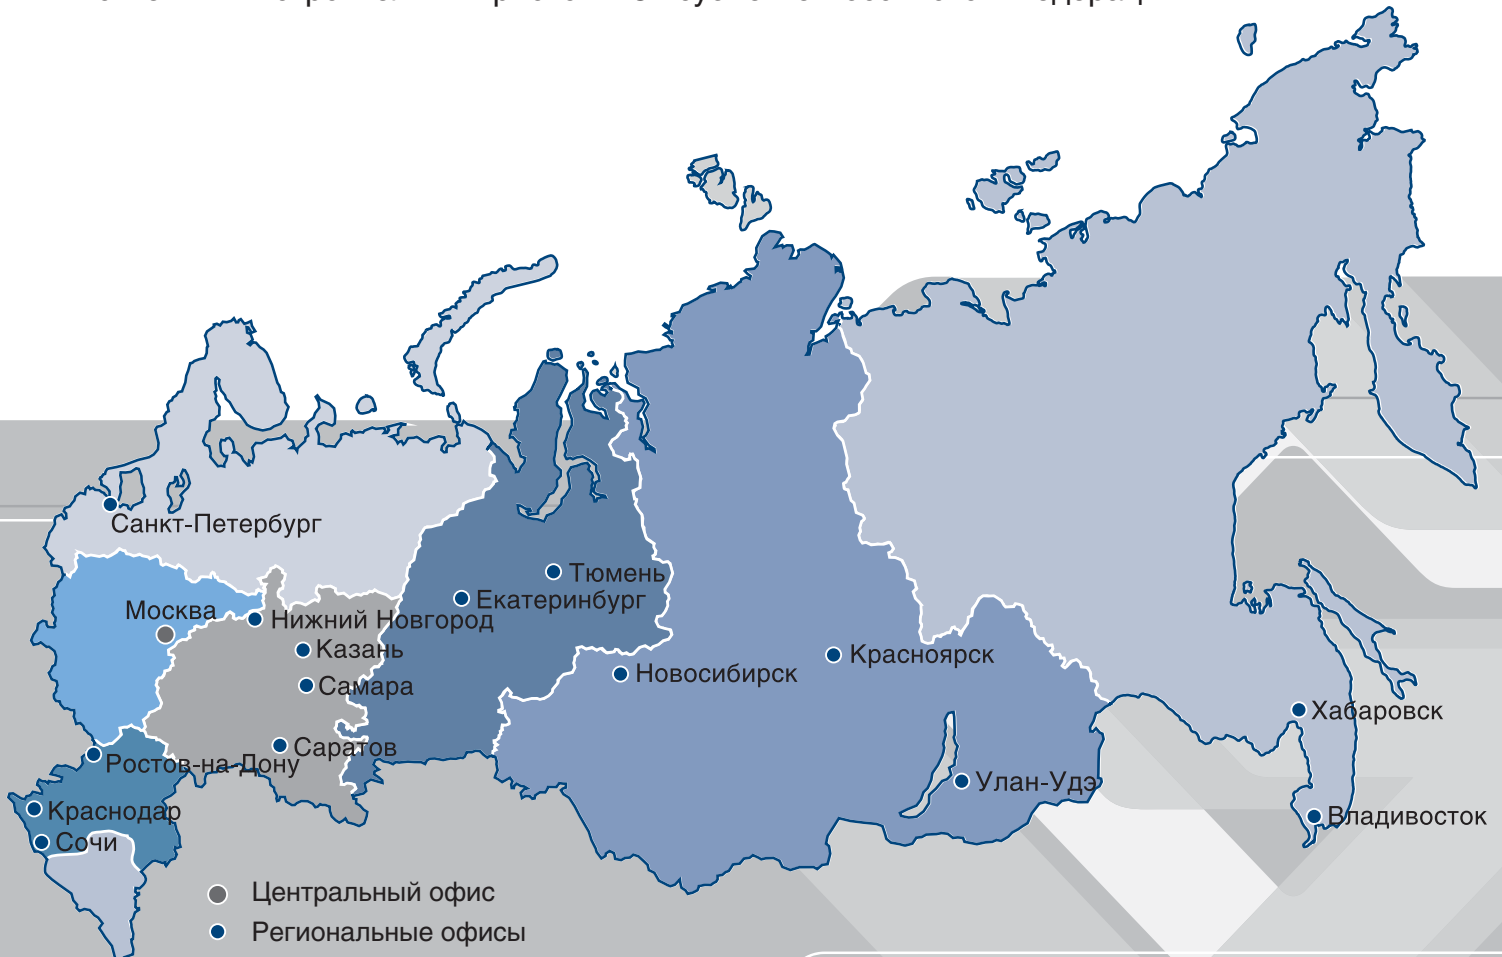 Санкт-Петербург
Тюмень
Екатеринбург
Москва
Нижний Новгород
Казань
Новосибирск
Красноярск
Самара
Хабаровск
Саратов
Ростов-на-Дону
Улан-Удэ
Краснодар
Владивосток
Сочи
Центральный офис
Региональные офисы